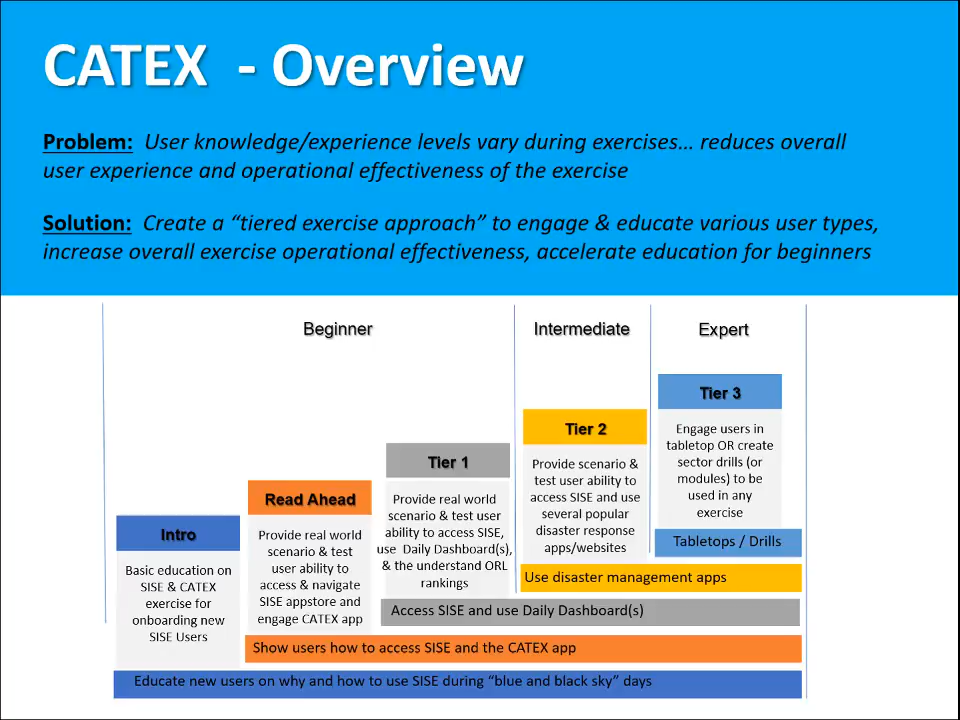 CATEX - Overview
Problem: User knowledge/experience levels vary during exercises... reduces overall
user experience and operational effectiveness of the exercise
Solution: Create a “tiered exercise approach” to engage & educate various user types,
increase overall exercise operational effectiveness, accelerate education for beginners
Beginner
Intermediate
Expert
Intro
Basic education on
SISE & CATEX
exercise for
onboarding new
SISE Users
Read Ahead
Provide real world
scenario & test
user ability to
access & navigate
SISE appstore and
engage CATEX app
Tier 1
Provide real world
scenario & test user
ability to access SISE,
use Daily Dashboard(s),
& the understand ORL
rankings
Tier 2
Provide scenario &
test user ability to
access SISE and use
several popular
disaster response
apps/websites
Tier 3
Engage users in
tabletop OR create
sector drills (or
modules) to be
used in any
exercise
Tabletops / Drills
Use disaster management apps
Access SISE and use Daily Dashboard(s)
Show users how to access SISE and the CATEX app
Educate new users on why and how to use SISE during “blue and black sky” days